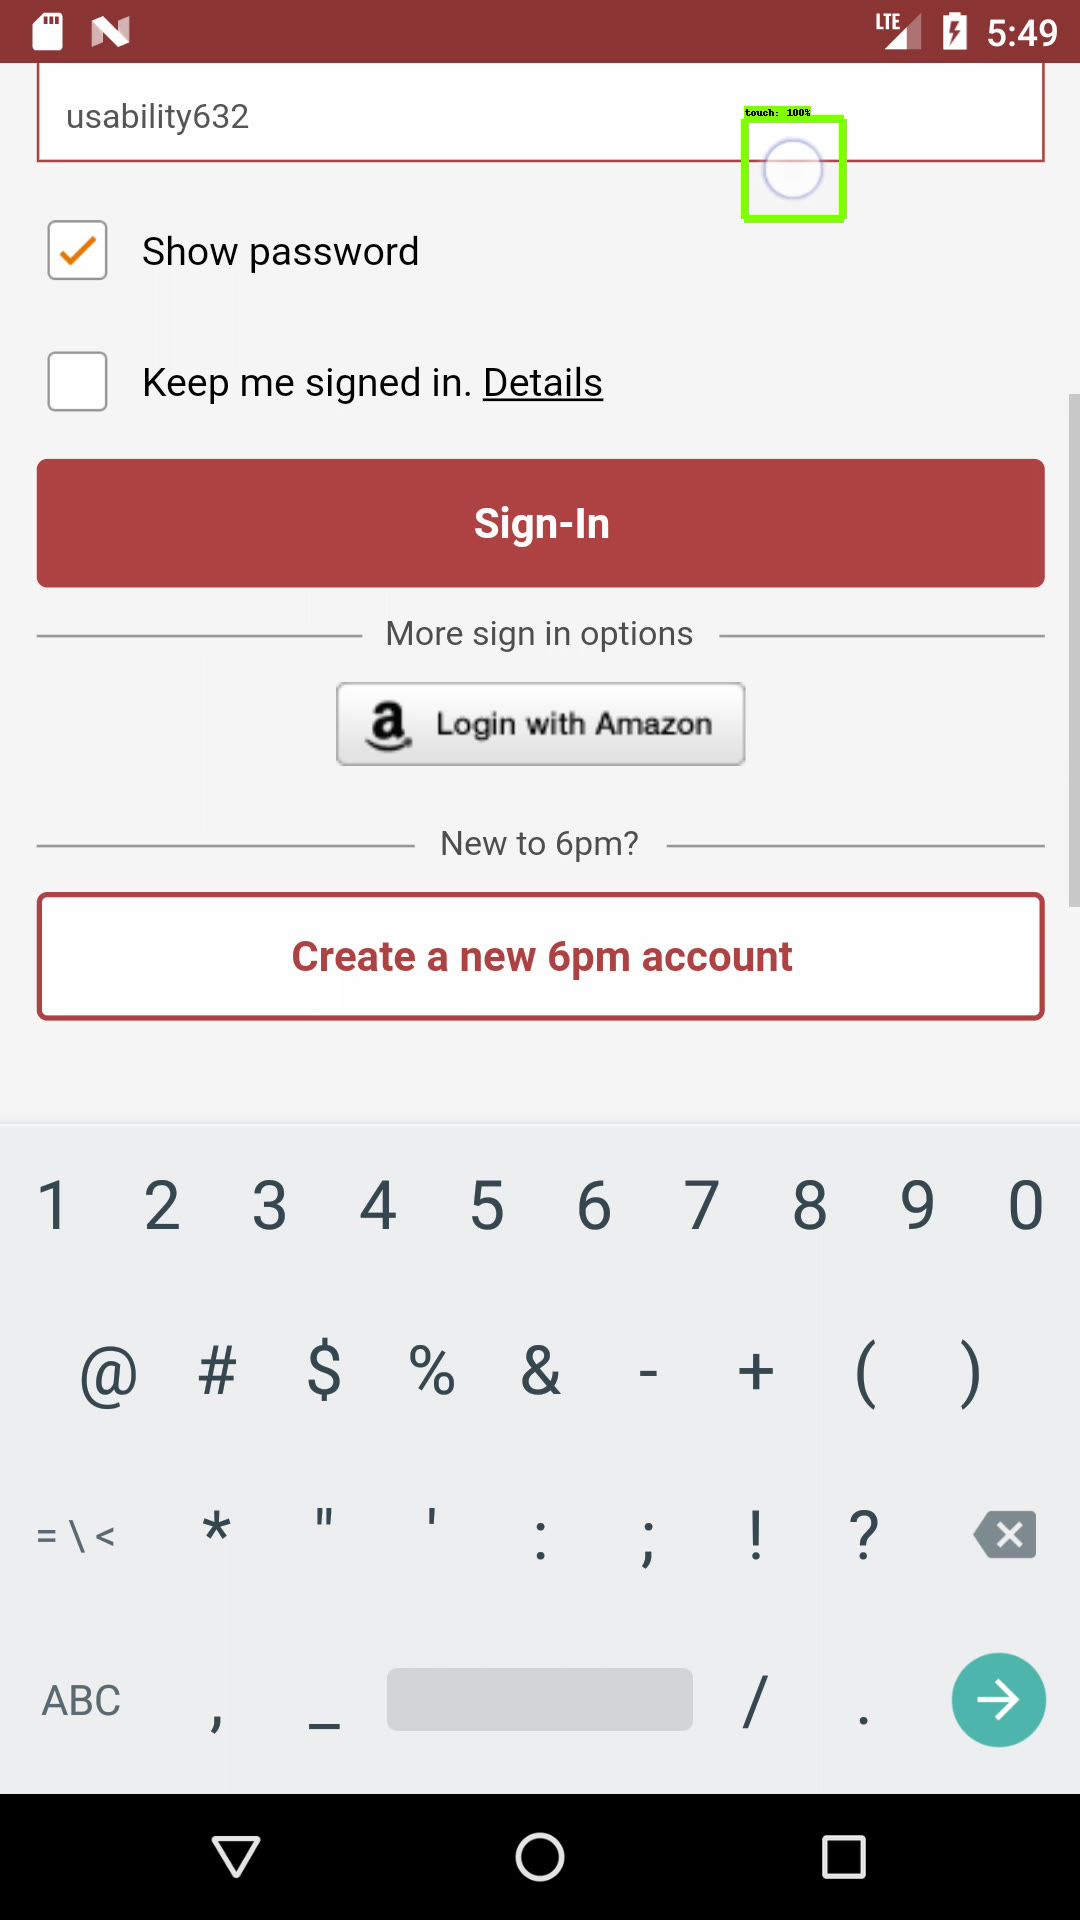 LTE 5:49
usability632
touch: 100%
Show password
Keep me signed in. Details
Sign-In
More sign in options
a Login with Amazon
New to 6pm?
Create a new 6pm account
1 2 3 4 5 6 7 8 9 0
@ # $ % & - + ( )
= \ < * " ' : ; ! ?
ABC , _ / .